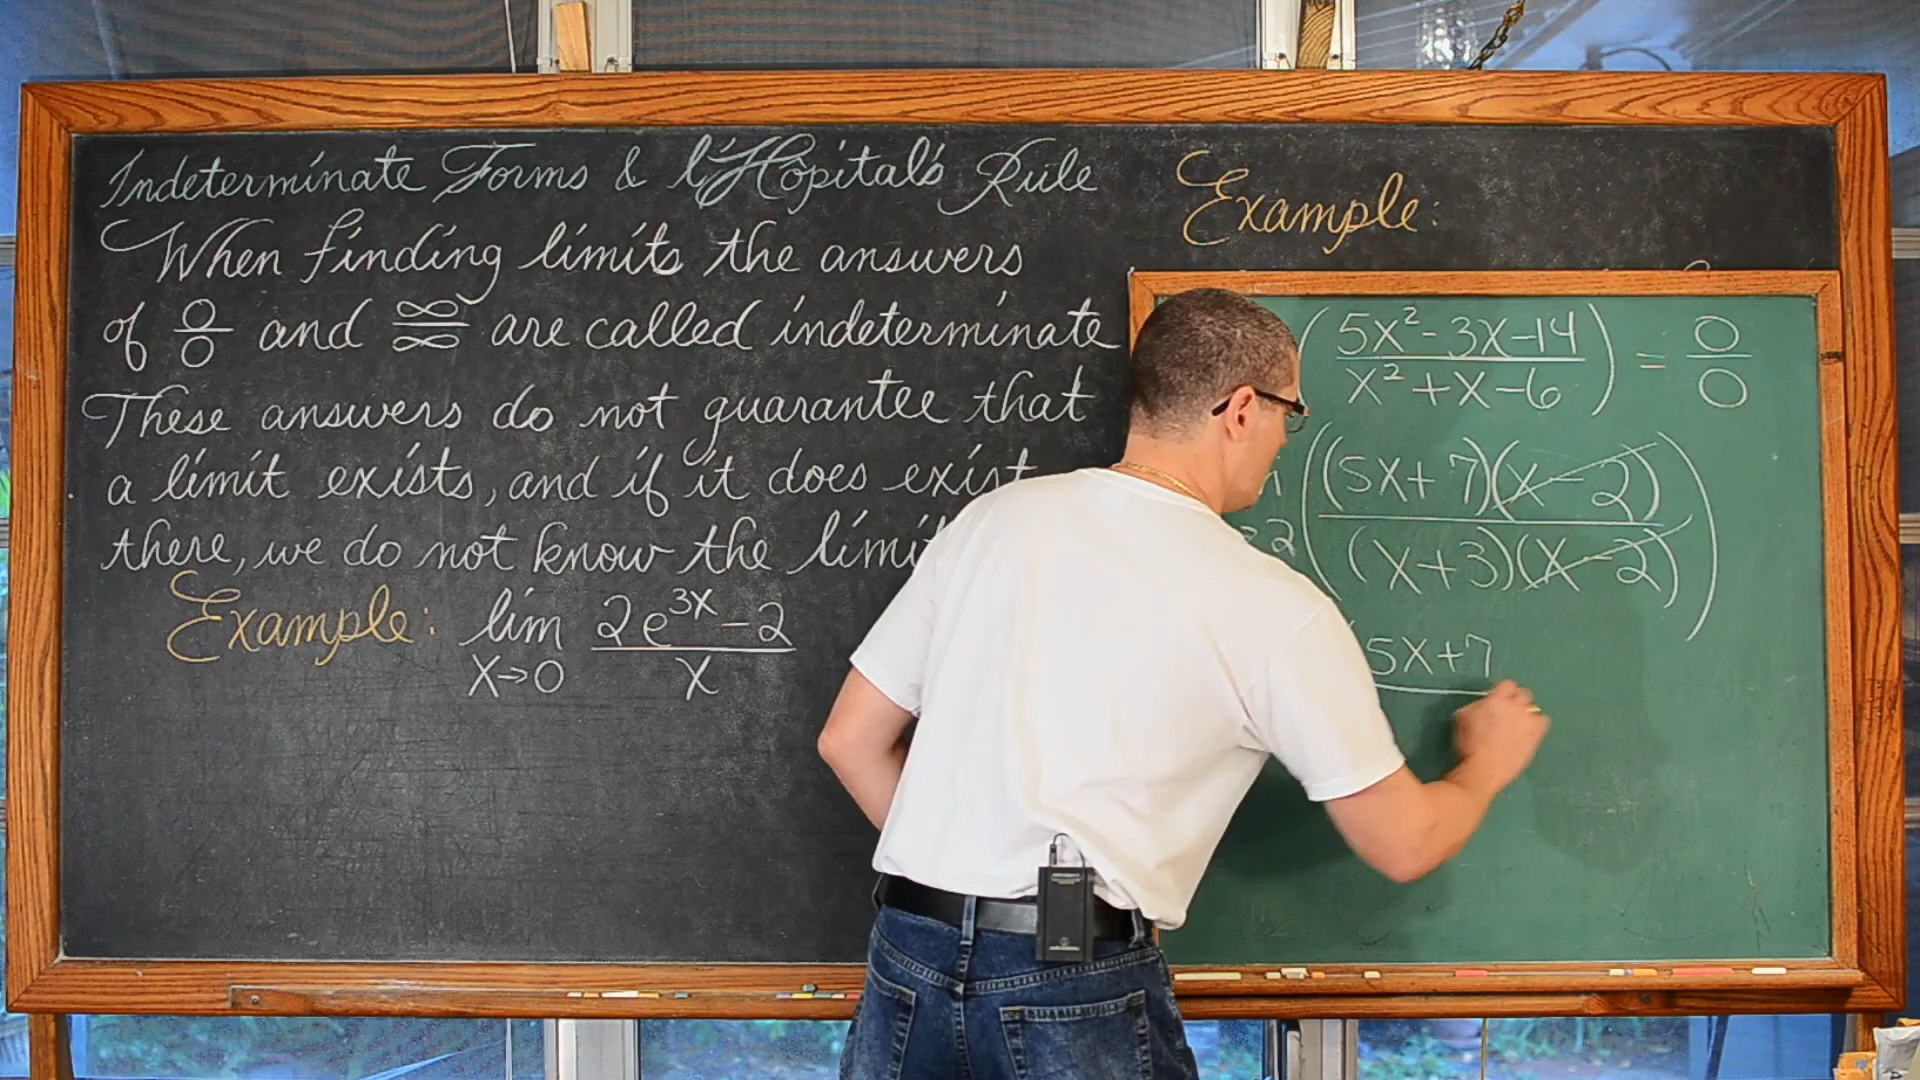 Indeterminate Forms & l'Hôpital's Rule
When finding limits the answers
of 0/0 and ∞/∞ are called indeterminate
These answers do not guarantee that
a limit exists, and if it does exist
there, we do not know the limit
Example: lim x→0 (2e^{3x} - 2)/x
Example:
((5x² - 3x - 14)/(x² + x - 6)) = 0/0
(((5x + 7)(x - 2))/((x + 3)(x - 2)))
5x + 7